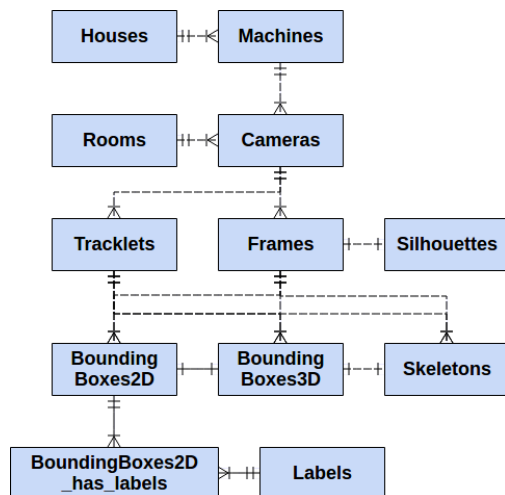 Houses
Machines
Rooms
Cameras
Tracklets
Frames
Silhouettes
Bounding
Boxes2D
Bounding
Boxes3D
Skeletons
BoundingBoxes2D
_has_labels
Labels